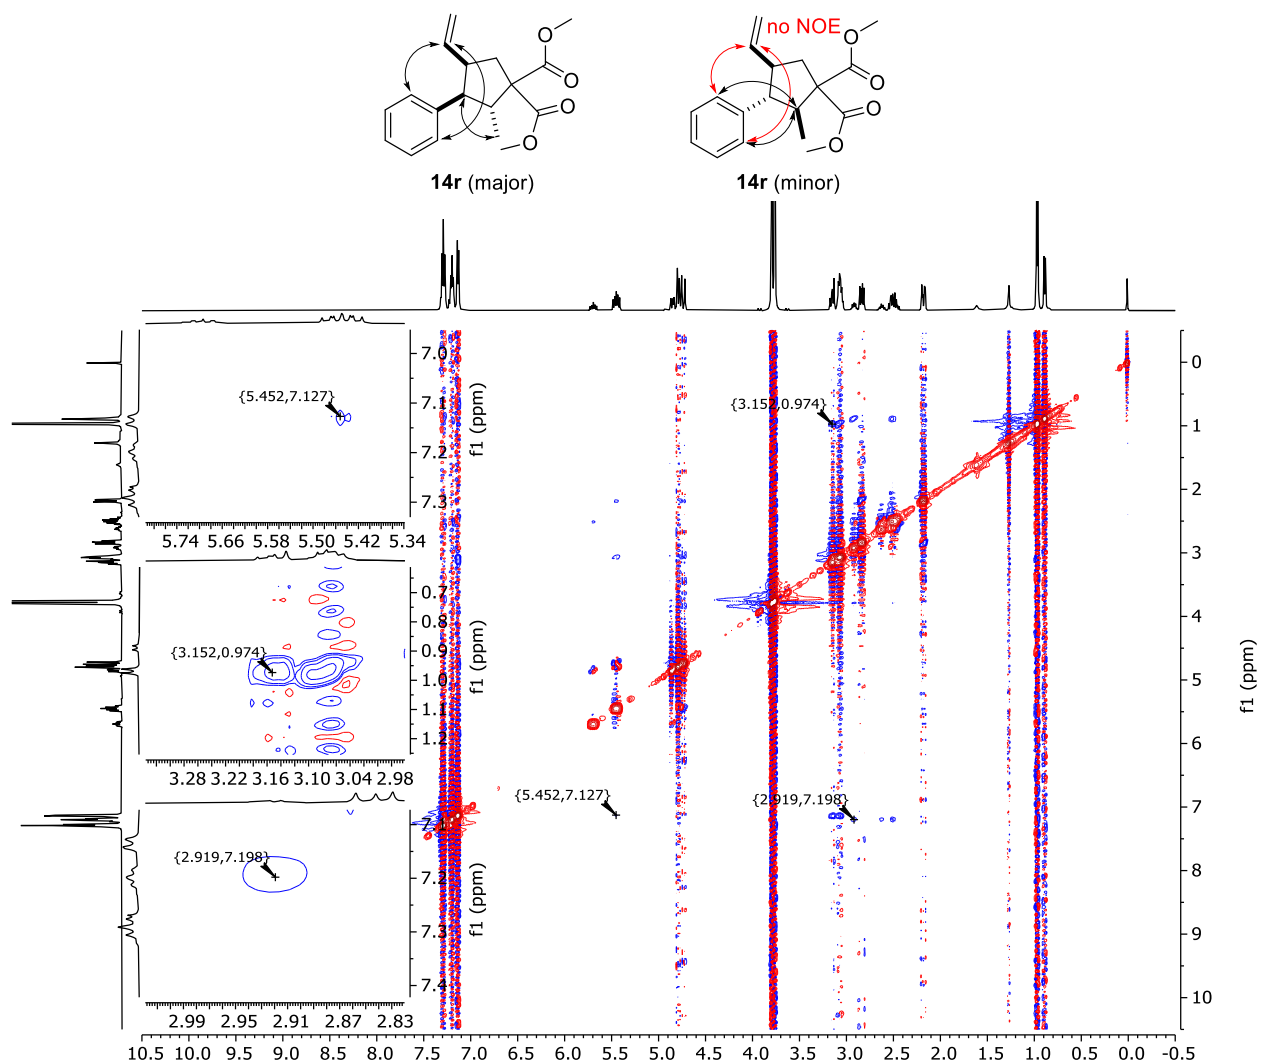 no NOE
O
O
O
O
O
O
O
O
14r (major)
14r (minor)
{5.452,7.127}
7.0
7.1
7.2
7.3
f1 (ppm)
5.74 5.66 5.58 5.50 5.42 5.34
{3.152,0.974}
0.7
0.8
0.9
1.0
1.1
1.2
f1 (ppm)
3.28 3.22 3.16 3.10 3.04 2.98
{2.919,7.198}
7.1
7.2
7.3
7.4
f1 (ppm)
2.99 2.95 2.91 2.87 2.83
{3.152,0.974}
{5.452,7.127}
{2.919,7.198}
0
1
2
3
4
5
6
7
8
9
10
f1 (ppm)
10.5 10.0 9.5 9.0 8.5 8.0 7.5 7.0 6.5 6.0 5.5 5.0 4.5 4.0 3.5 3.0 2.5 2.0 1.5 1.0 0.5 0.0 -0.5